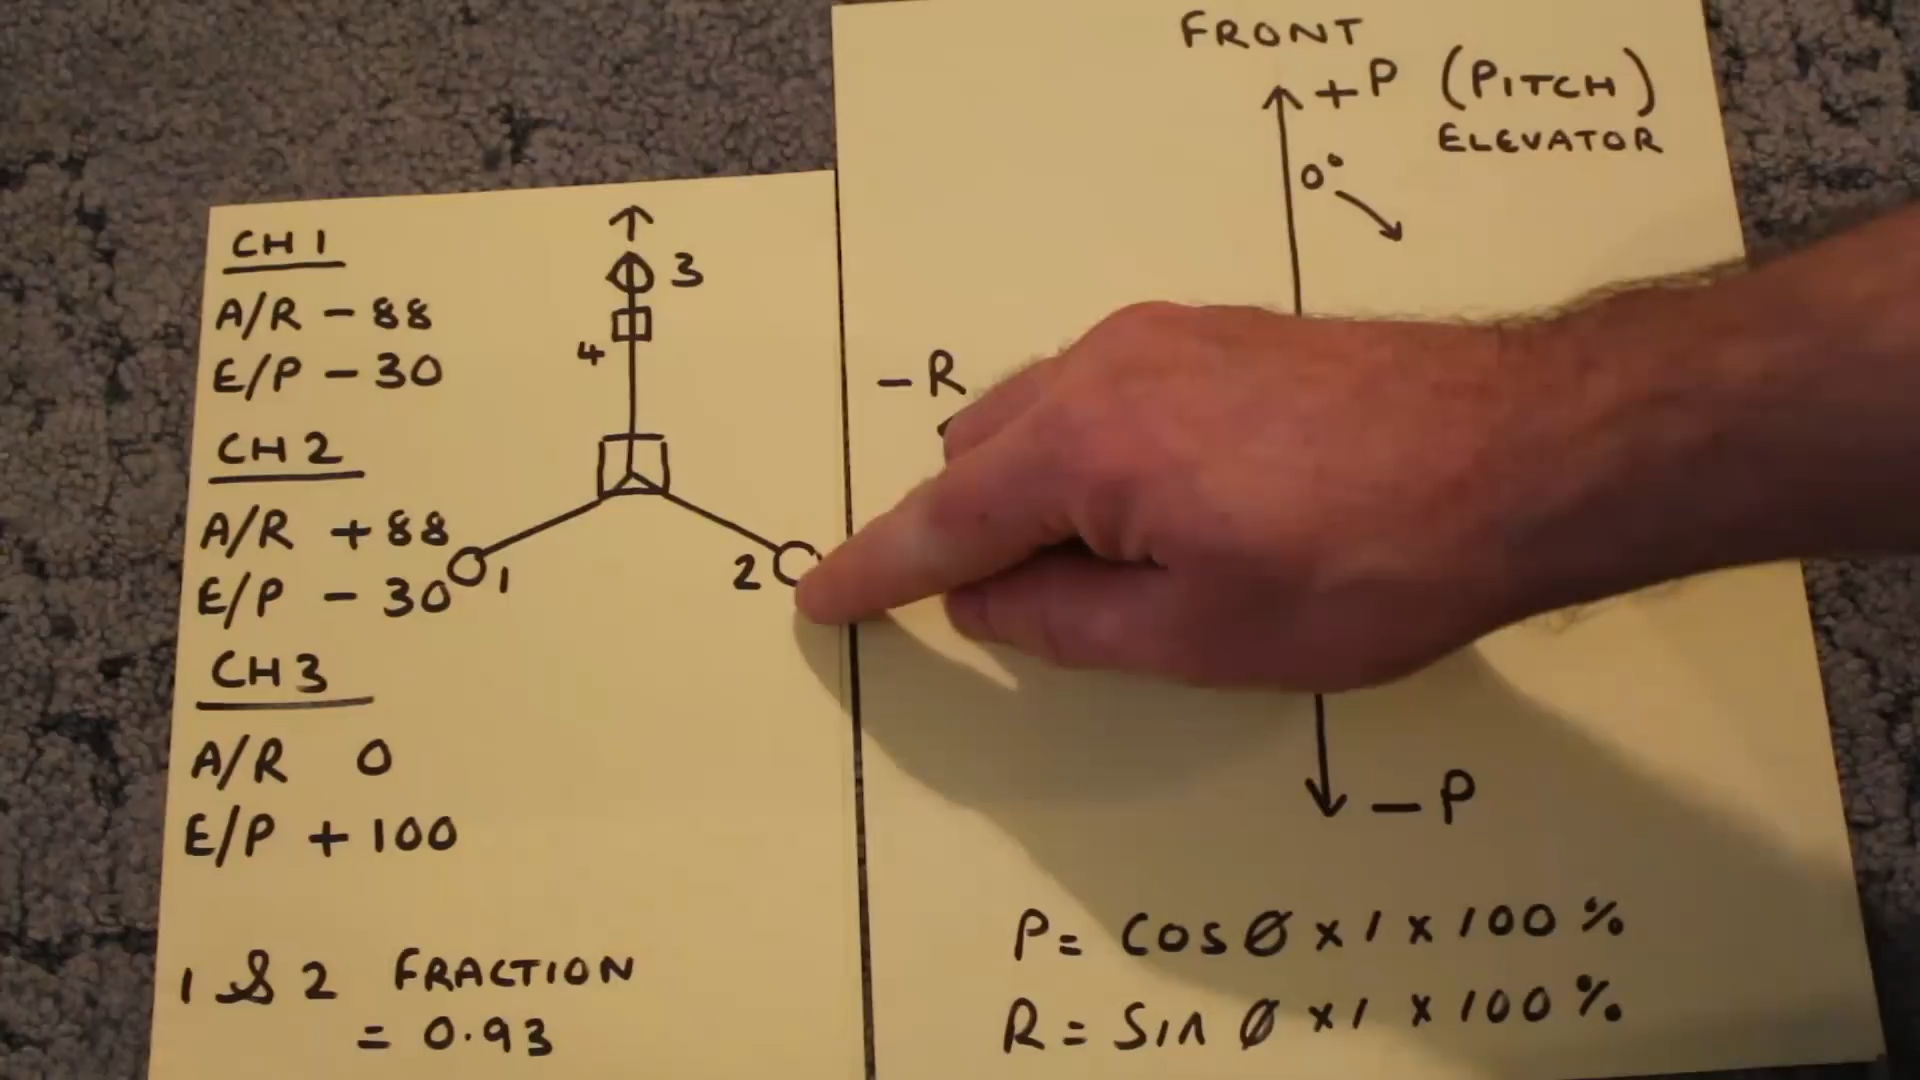 CH 1
A/R - 88
E/P - 30
CH 2
A/R + 88
E/P - 30
CH 3
A/R 0
E/P + 100
1 & 2 FRACTION
= 0.93
3
4
1
2
FRONT
+P (PITCH)
ELEVATOR
0°
- R
- P
P = COS Ø x 1 x 100 %
R = Sin Ø x 1 x 100 %